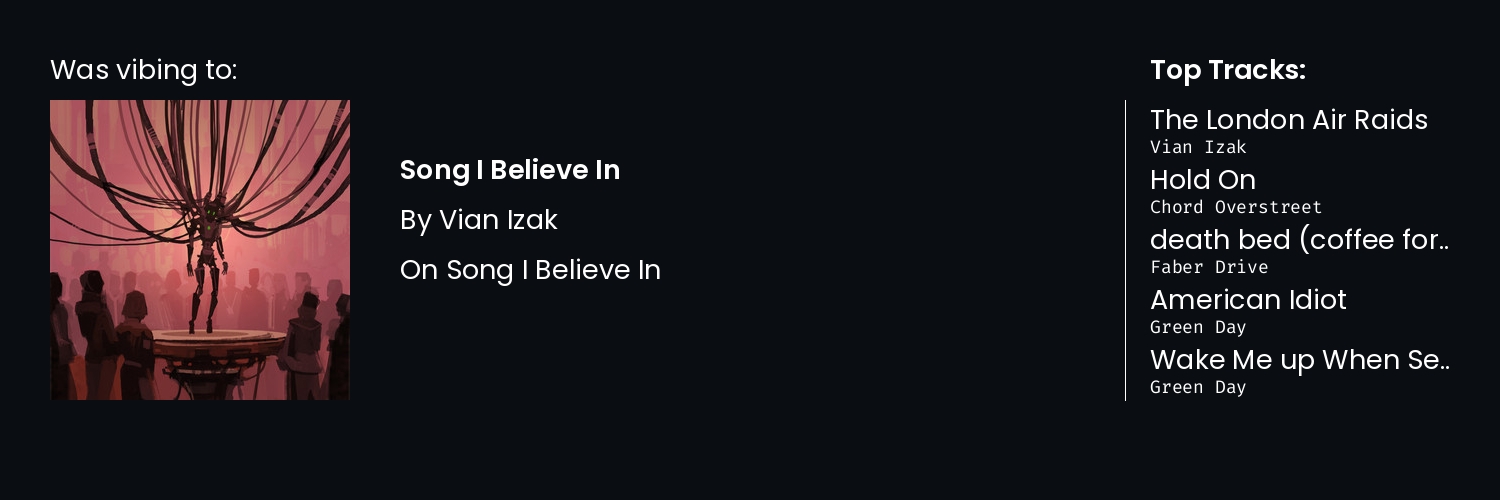 Was vibing to:
Song I Believe In
By Vian Izak
On Song I Believe In
Top Tracks:
The London Air Raids
Vian Izak
Hold On
Chord Overstreet
death bed (coffee for..
Faber Drive
American Idiot
Green Day
Wake Me up When Se..
Green Day